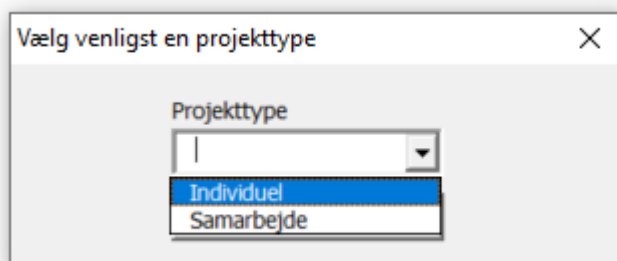 Vælg venligst en projekttype
Projekttype
Individuel
Samarbejde